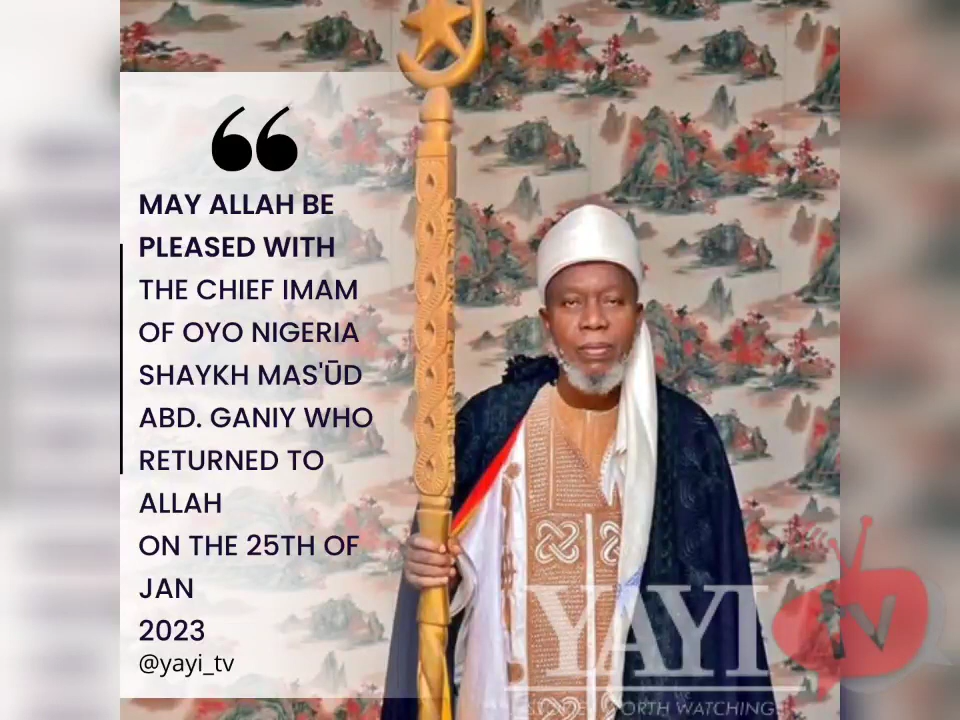 MAY ALLAH BE
PLEASED WITH
THE CHIEF IMAM
OF OYO NIGERIA
SHAYKH MAS'ŪD
ABD. GANIY WHO
RETURNED TO
ALLAH
ON THE 25TH OF
JAN
2023
@yayi_tv
YAYI TV
WORTH WATCHING